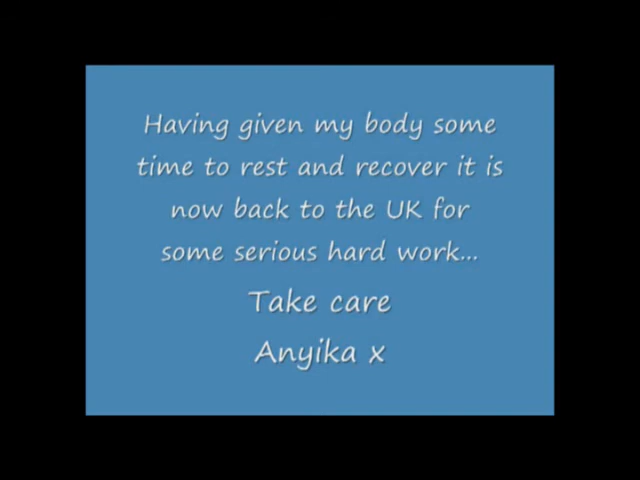 Having given my body some
time to rest and recover it is
now back to the UK for
some serious hard work...
Take care
Anyika x